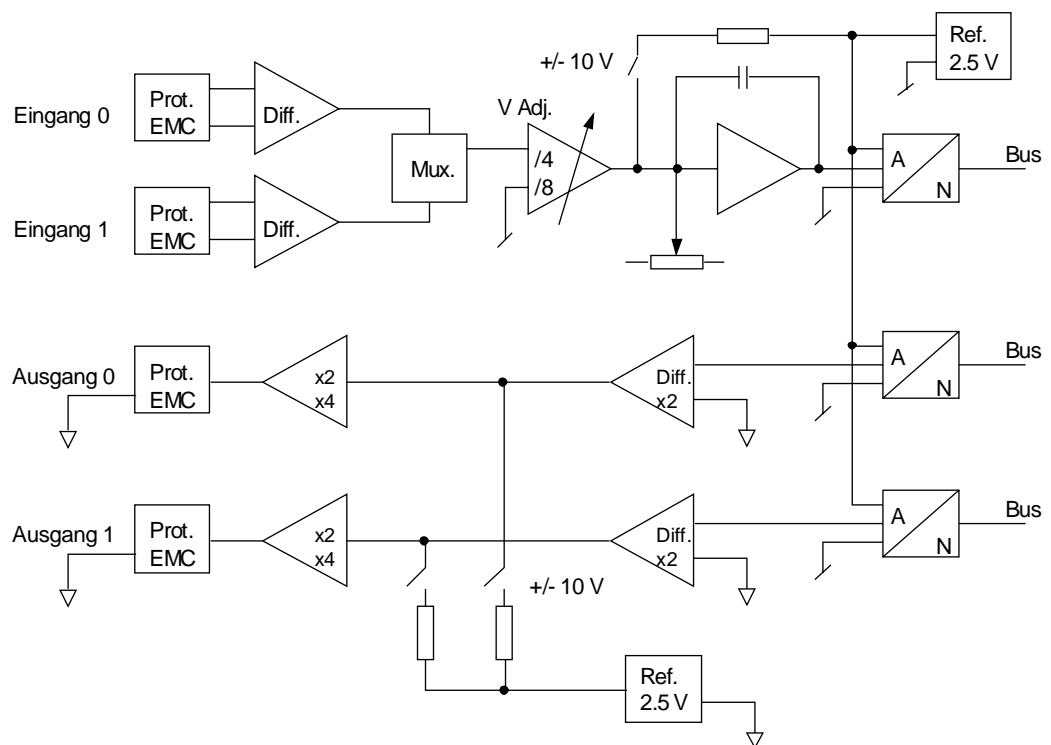 +/- 10 V
Ref.
2.5 V
Eingang 0
Prot.
EMC
Diff.
V Adj.
Mux.
/4
/8
A
N
Bus
Eingang 1
Prot.
EMC
Diff.
Ausgang 0
Prot.
EMC
x2
x4
Diff.
x2
A
N
Bus
Ausgang 1
Prot.
EMC
x2
x4
Diff.
x2
A
N
Bus
+/- 10 V
Ref.
2.5 V